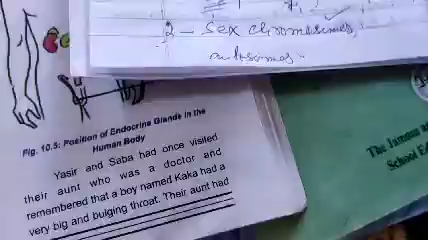 2 - Sex chromosomes,
autosomes -
Fig. 10.5: Position of Endocrine Glands in the
Human Body
Yasir and Saba had once visited
their aunt who was a doctor and
remembered that a boy named Kaka had a
very big and bulging throat. Their aunt had
The Jammu a
School Ed